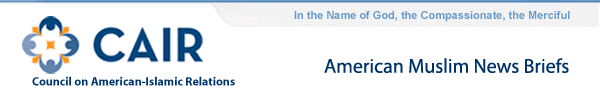 In the Name of God, the Compassionate, the Merciful
CAIR
Council on American-Islamic Relations
American Muslim News Briefs